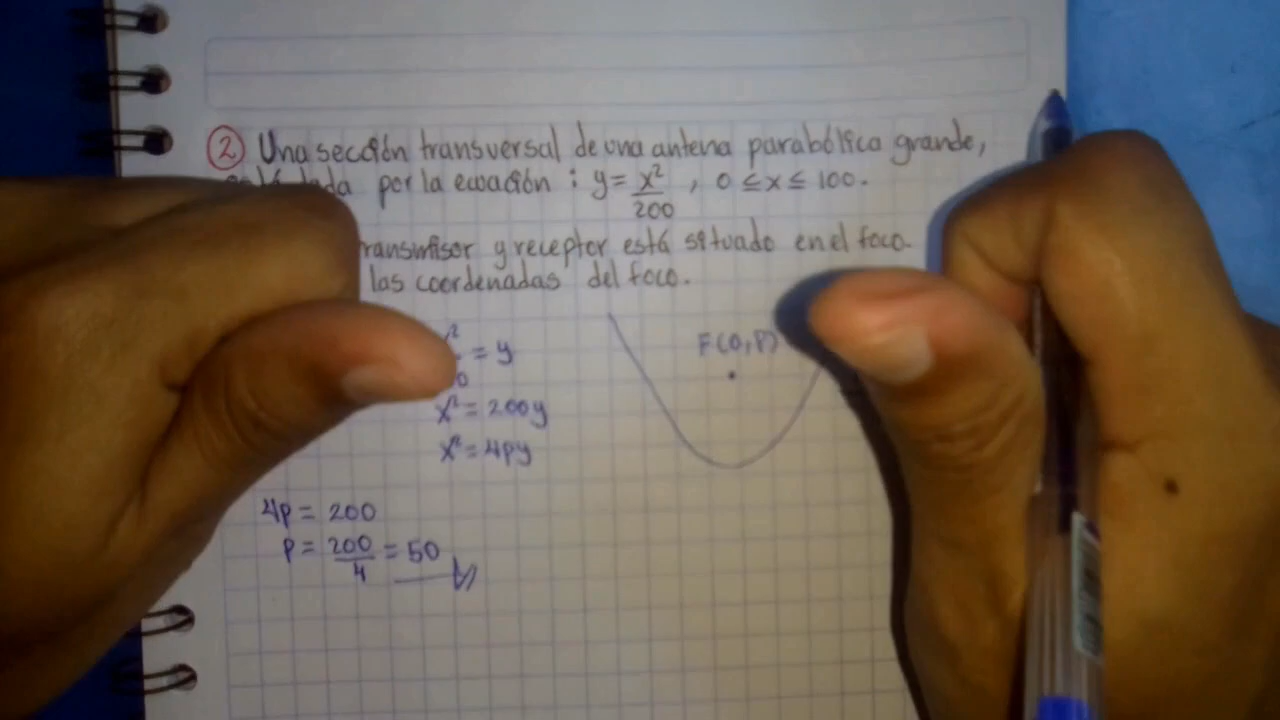 ② Una sección transversal de una antena parabólica grande,
dada por la ecuación : y = x²/200 , 0 ≤ x ≤ 100.
transmisor y receptor está situado en el foco.
las coordenadas del foco.
= y
F(0,P)
x² = 200y
x² = 4py
4p = 200
p = 200/4 = 50